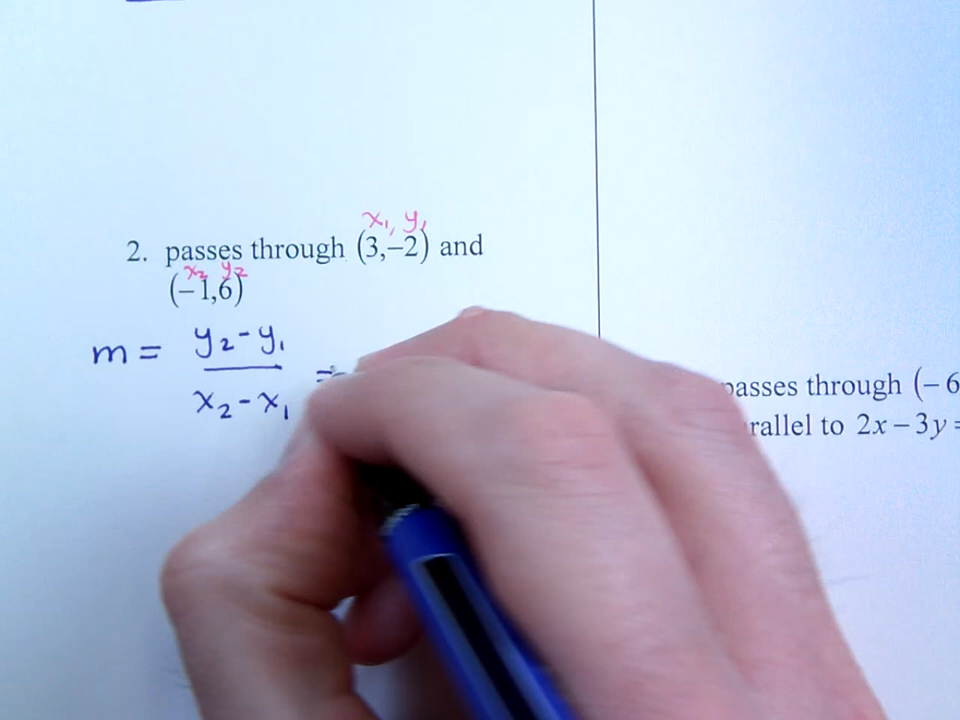 x₁, y₁
2. passes through (3,−2) and
x₂ y₂
(−1,6)
m = y₂-y₁ / x₂-x₁ =
passes through (−6
parallel to 2x−3y=